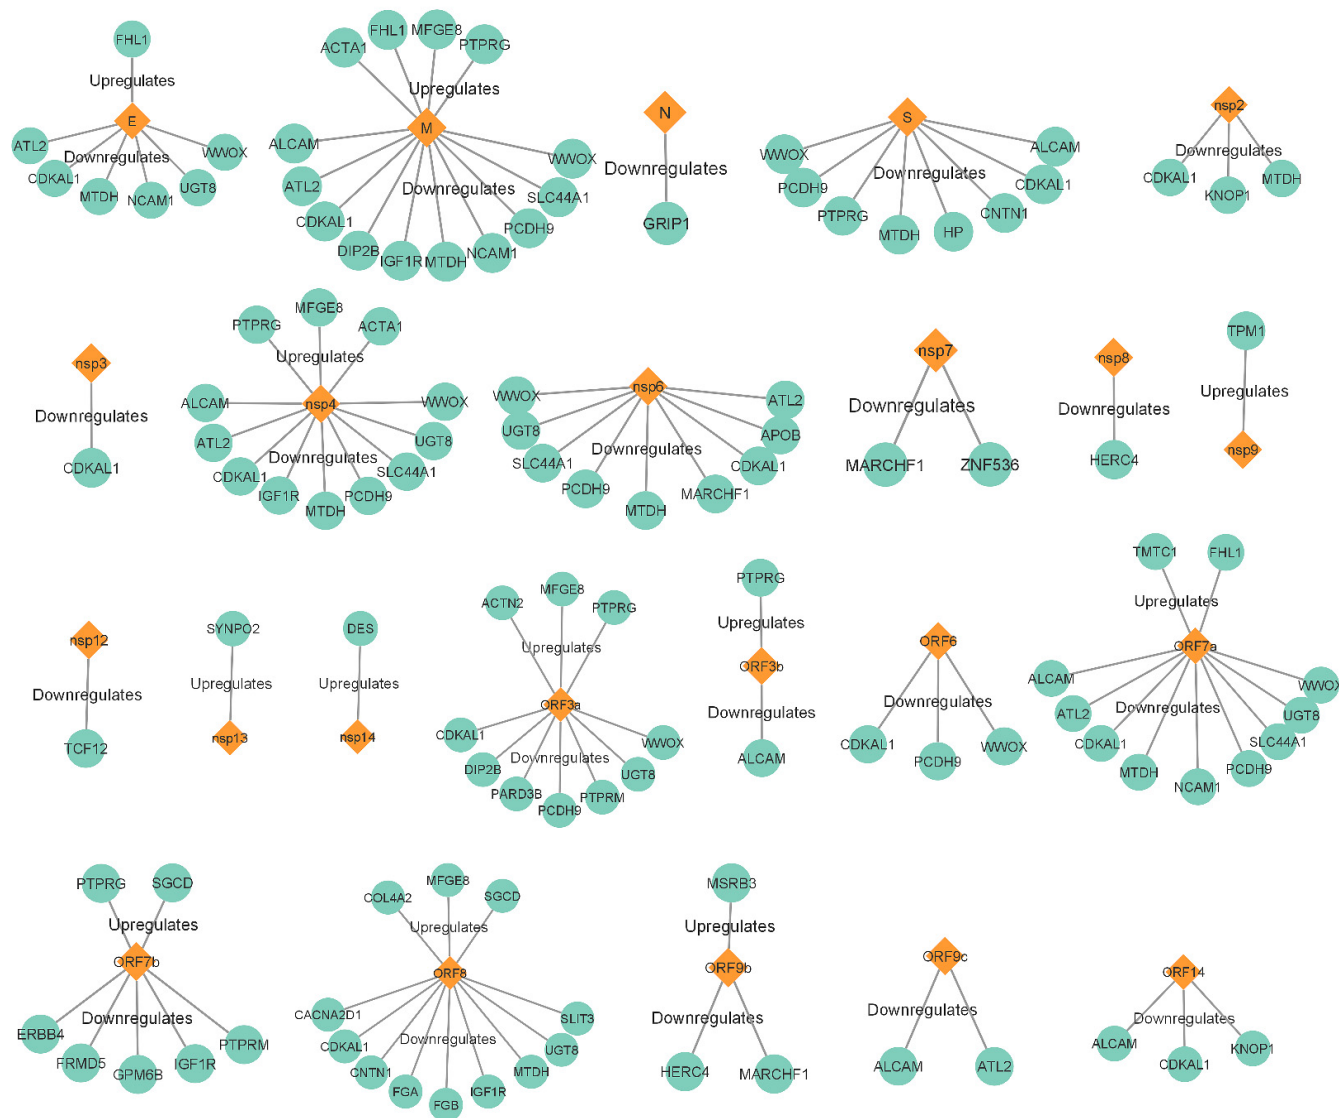 FHL1
Upregulates
E
ATL2
Downregulates
WWOX
CDKAL1
MTDH
NCAM1
UGT8
ACTA1
FHL1
MFGE8
PTPRG
Upregulates
M
ALCAM
WWOX
ATL2
Downregulates
SLC44A1
CDKAL1
PCDH9
DIP2B
IGF1R
MTDH
NCAM1
N
Downregulates
GRIP1
S
WWOX
ALCAM
Downregulates
PCDH9
CDKAL1
PTPRG
CNTN1
MTDH
HP
nsp2
Downregulates
CDKAL1
KNOP1
MTDH
nsp3
Downregulates
CDKAL1
PTPRG
MFGE8
ACTA1
Upregulates
nsp4
ALCAM
WWOX
ATL2
UGT8
Downregulates
CDKAL1
SLC44A1
IGF1R
MTDH
PCDH9
nsp6
WWOX
ATL2
UGT8
APOB
Downregulates
SLC44A1
CDKAL1
PCDH9
MTDH
MARCHF1
nsp7
Downregulates
MARCHF1
ZNF536
nsp8
Downregulates
HERC4
TPM1
Upregulates
nsp9
nsp12
Downregulates
TCF12
SYNPO2
Upregulates
nsp13
DES
Upregulates
nsp14
ACTN2
MFGE8
PTPRG
Upregulates
ORF3a
CDKAL1
WWOX
Downregulates
DIP2B
UGT8
PARD3B
PCDH9
PTPRM
PTPRG
Upregulates
ORF3b
Downregulates
ALCAM
ORF6
Downregulates
CDKAL1
PCDH9
WWOX
TMTC1
FHL1
Upregulates
ORF7a
ALCAM
WWOX
ATL2
Downregulates
UGT8
CDKAL1
SLC44A1
MTDH
NCAM1
PCDH9
PTPRG
SGCD
Upregulates
ORF7b
Downregulates
ERBB4
PTPRM
FRMD5
GPM6B
IGF1R
COL4A2
MFGE8
SGCD
Upregulates
ORF8
CACNA2D1
SLIT3
Downregulates
CDKAL1
UGT8
CNTN1
MTDH
FGA
FGB
IGF1R
MSRB3
Upregulates
ORF9b
Downregulates
HERC4
MARCHF1
ORF9c
Downregulates
ALCAM
ATL2
ORF14
Downregulates
ALCAM
CDKAL1
KNOP1